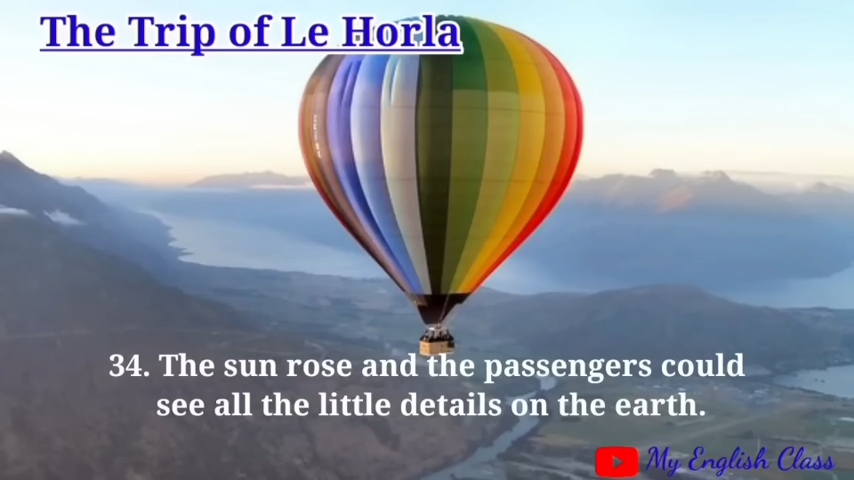 The Trip of Le Horla
34. The sun rose and the passengers could
see all the little details on the earth.
My English Class